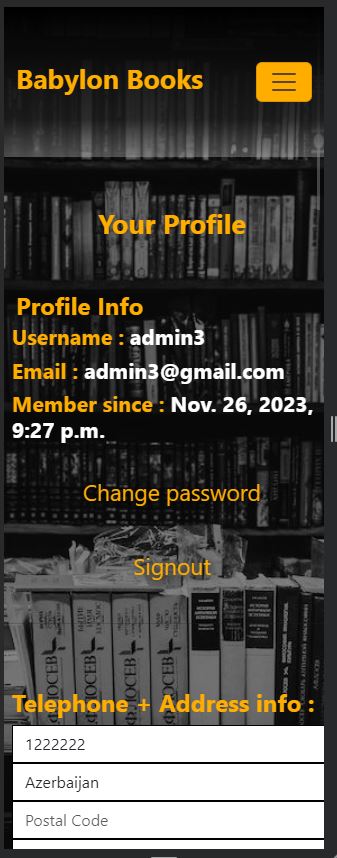 Babylon Books
Your Profile
Profile Info
Username : admin3
Email : admin3@gmail.com
Member since : Nov. 26, 2023,
9:27 p.m.
Change password
Signout
Telephone + Address info :
1222222
Azerbaijan
Postal Code